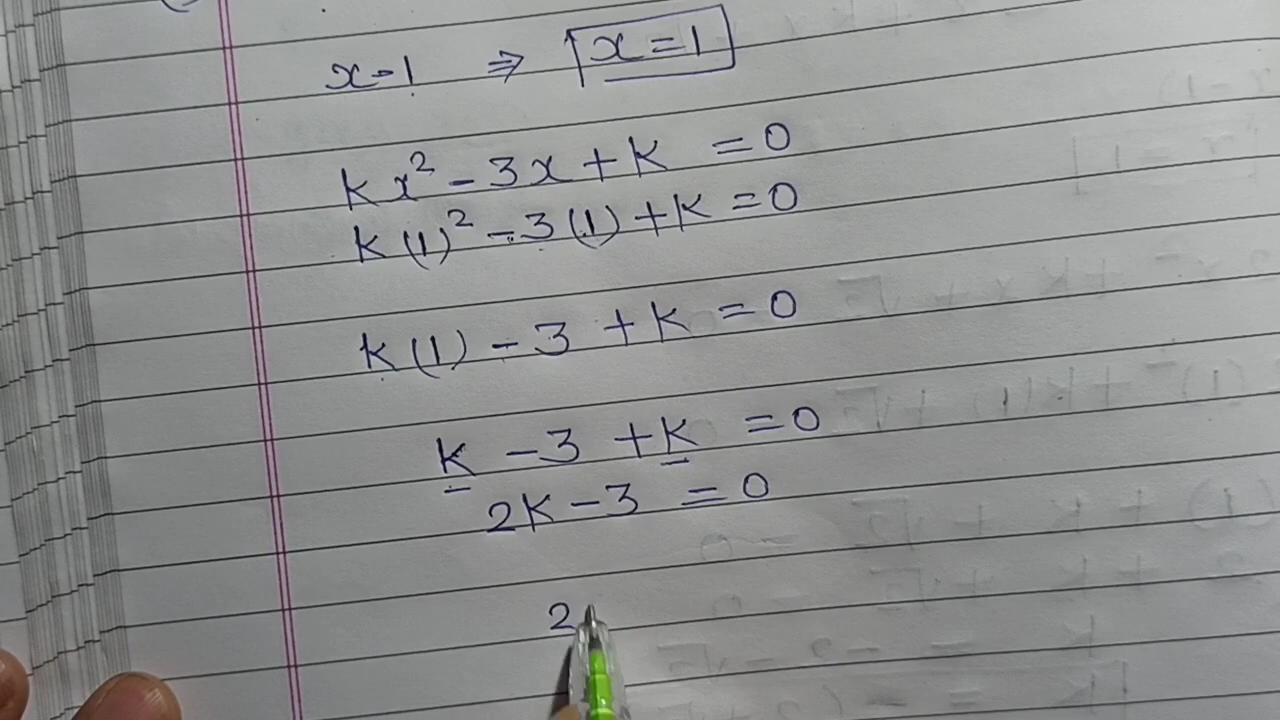 x-1 ⇒ x=1
kx² - 3x + k = 0
k(1)² - 3(1) + k = 0
k(1) - 3 + k = 0
k - 3 + k = 0
2k - 3 = 0
2